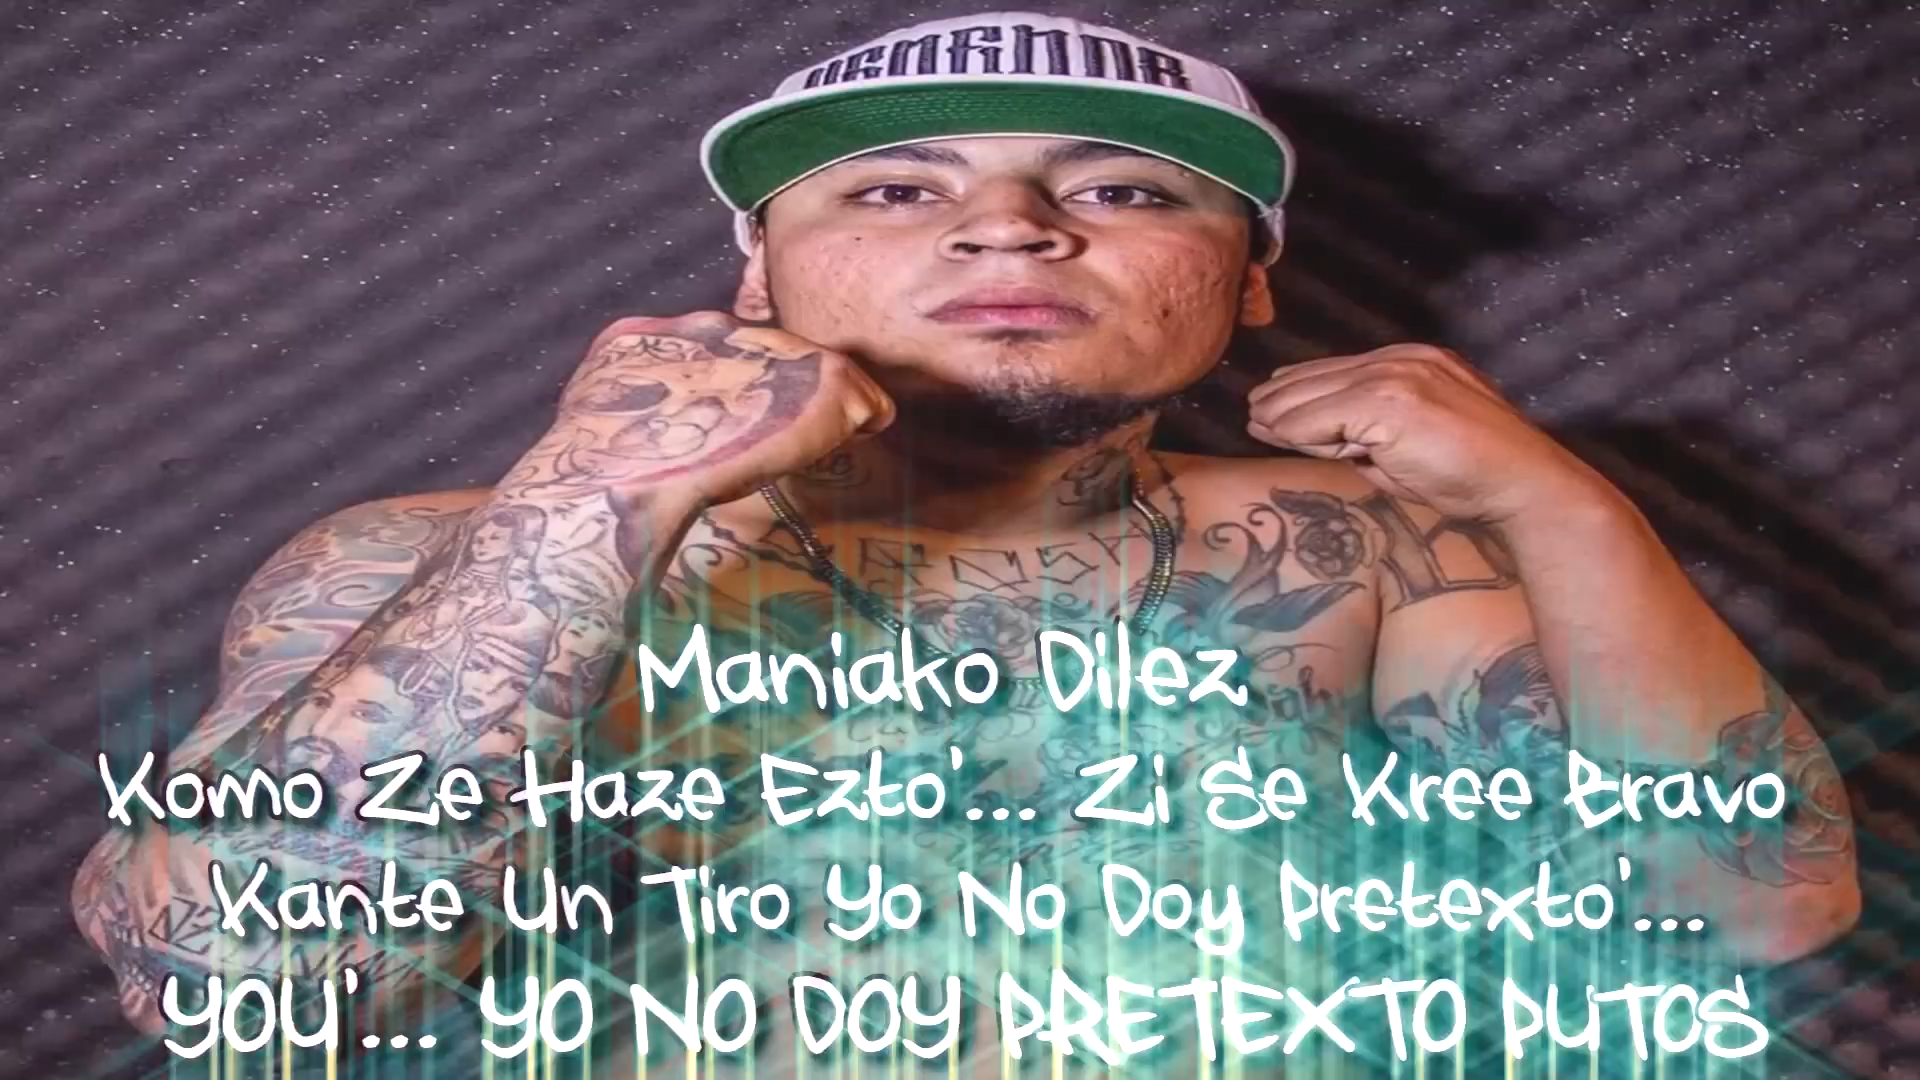 Maniako Dilez
Komo Ze Haze Ezto'... Zi Se Kree Bravo
Kante Un Tiro Yo No Doy Pretexto'...
YOU'... YO NO DOY PRETEXTO PUTOS